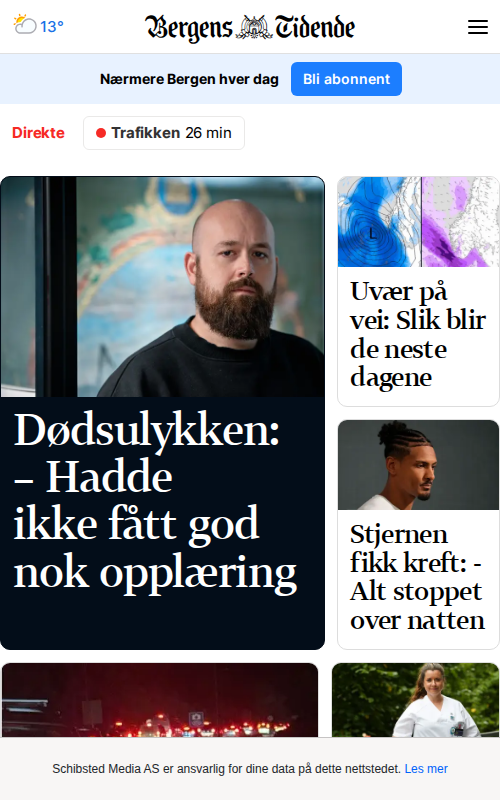 13°
Bergens Tidende
Nærmere Bergen hver dag
Bli abonnent
Direkte
Trafikken 26 min
L
Dødsulykken:
– Hadde
ikke fått god
nok opplæring
Uvær på
vei: Slik blir
de neste
dagene
Stjernen
fikk kreft: -
Alt stoppet
over natten
Schibsted Media AS er ansvarlig for dine data på dette nettstedet. Les mer